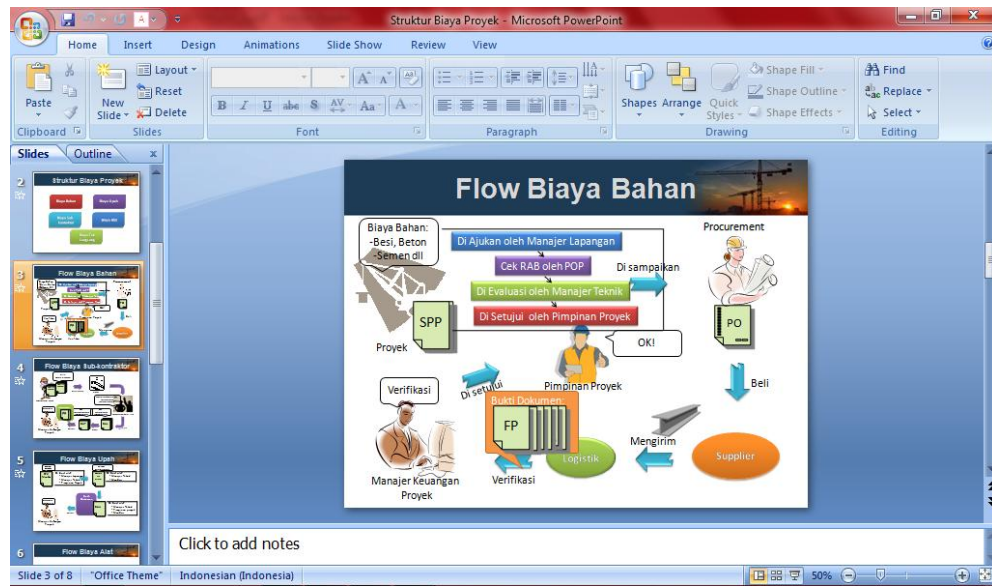 Struktur Biaya Proyek - Microsoft PowerPoint
Home Insert Design Animations Slide Show Review View
Paste
New Slide
Layout
Reset
Delete
Shapes Arrange Quick Styles
Shape Fill
Shape Outline
Shape Effects
Find
Replace
Select
Clipboard Slides Font Paragraph Drawing Editing
Slides Outline
2
Struktur Biaya Proyek
3
Flow Biaya Bahan
4
Flow Biaya Sub-kontraktor
5
Flow Biaya Upah
6
Flow Biaya Alat
Flow Biaya Bahan
Biaya Bahan:
-Besi, Beton
-Semen dll
Di Ajukan oleh Manajer Lapangan
Cek RAB oleh POP
Di Evaluasi oleh Manajer Teknik
Di Setujui oleh Pimpinan Proyek
Di sampaikan
Procurement
SPP
Proyek
OK!
PO
Pimpinan Proyek
Di setujui
Verifikasi
Beli
Bukti Dokumen:
FP
Logistik
Mengirim
Supplier
Manajer Keuangan
Proyek
Verifikasi
Click to add notes
Slide 3 of 8 "Office Theme" Indonesian (Indonesia) 50%